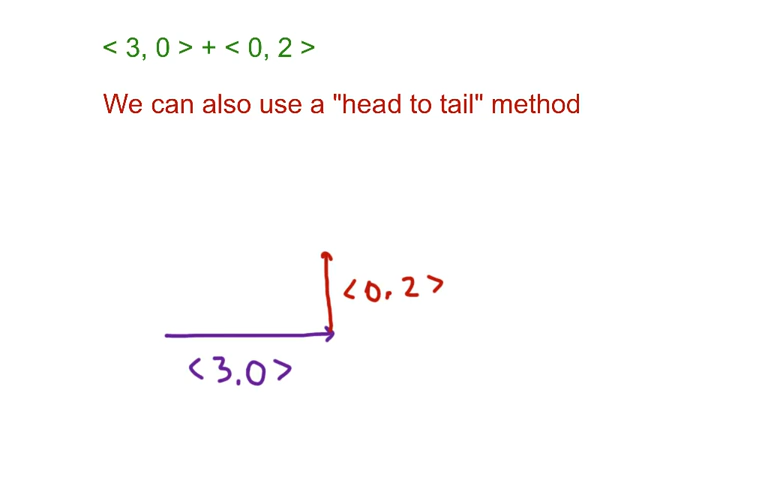 < 3, 0 > + < 0, 2 >
We can also use a "head to tail" method
<0, 2>
<3,0>